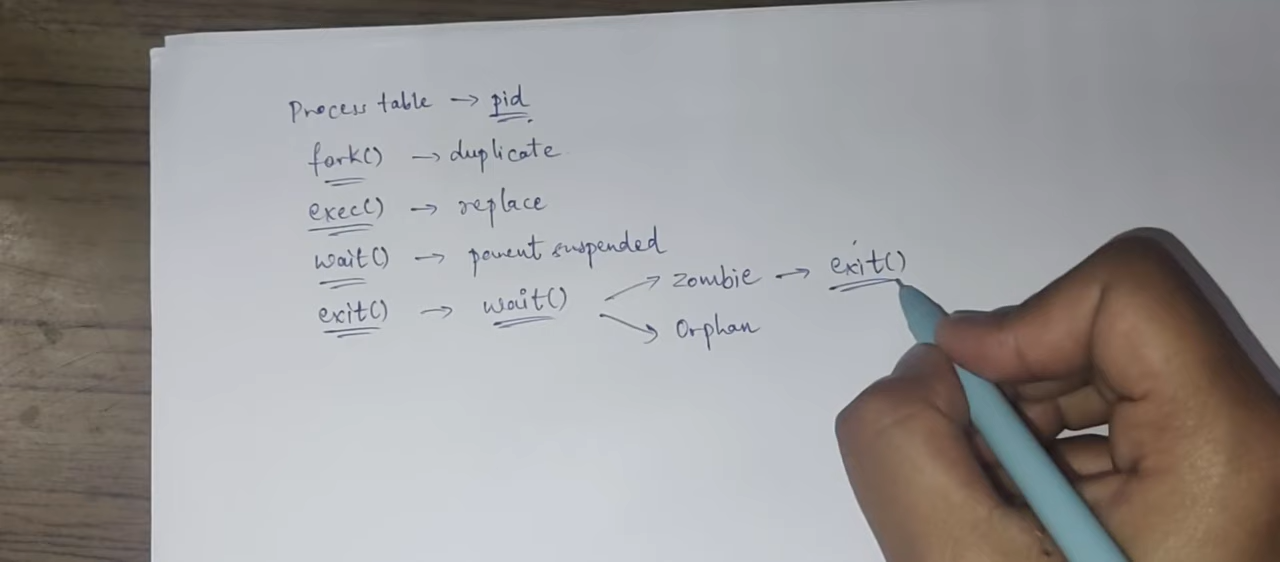 Process table → pid
fork() → duplicate
exec() → replace
wait() → parent suspended
exit() → wait()
→ zombie → exit()
→ Orphan